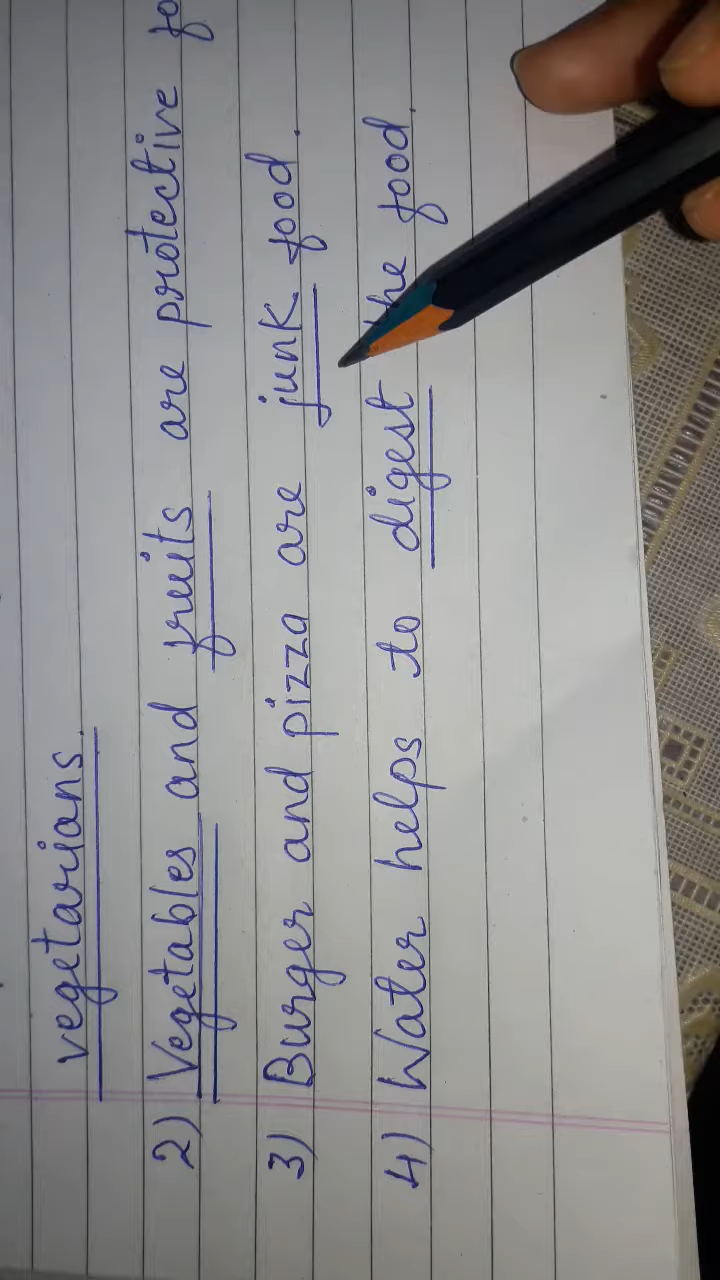 vegetarians.
2) Vegetables and fruits are protective
3) Burger and pizza are junk food.
4) Water helps to digest the food.